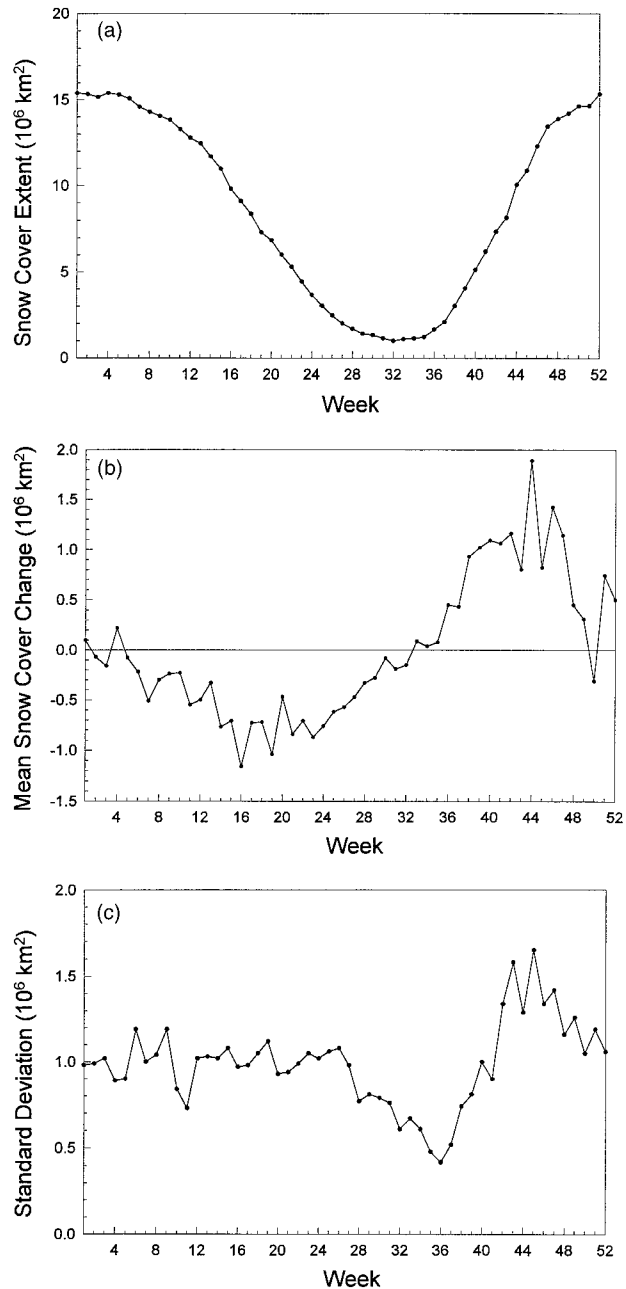 (a)
Snow Cover Extent (10⁶ km²)
20
15
10
5
0
4 8 12 16 20 24 28 32 36 40 44 48 52
Week
(b)
Mean Snow Cover Change (10⁶ km²)
2.0
1.5
1.0
0.5
0.0
-0.5
-1.0
-1.5
4 8 12 16 20 24 28 32 36 40 44 48 52
Week
(c)
Standard Deviation (10⁶ km²)
2.0
1.5
1.0
0.5
0.0
4 8 12 16 20 24 28 32 36 40 44 48 52
Week